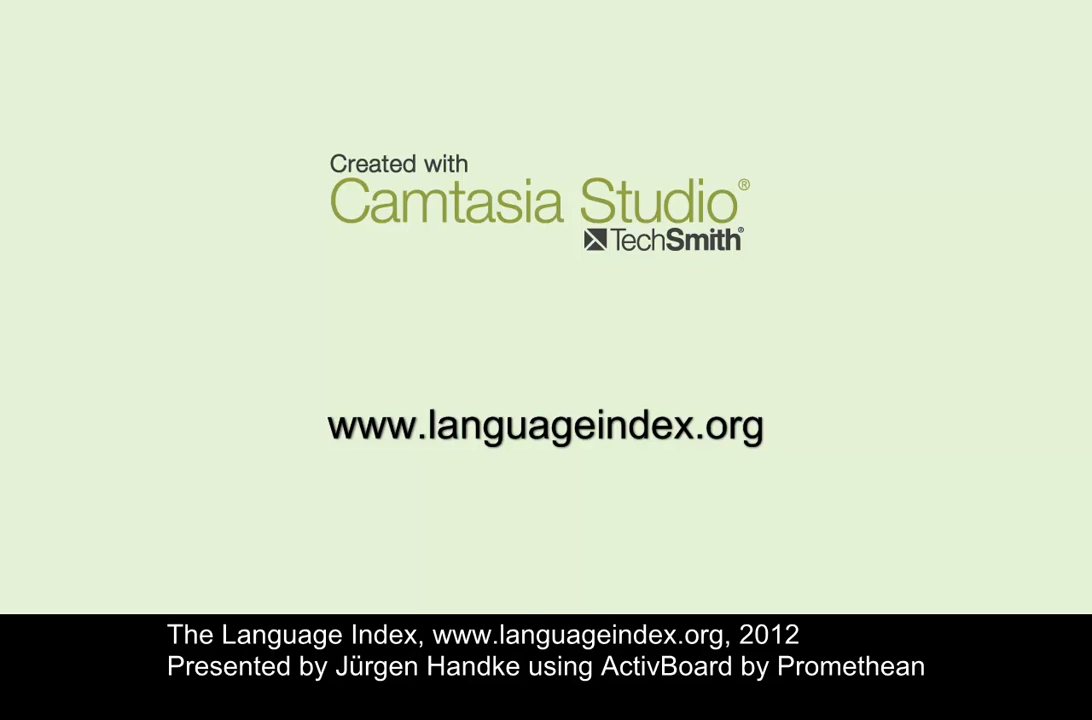 Created with
Camtasia Studio®
TechSmith®
www.languageindex.org
The Language Index, www.languageindex.org, 2012
Presented by Jürgen Handke using ActivBoard by Promethean